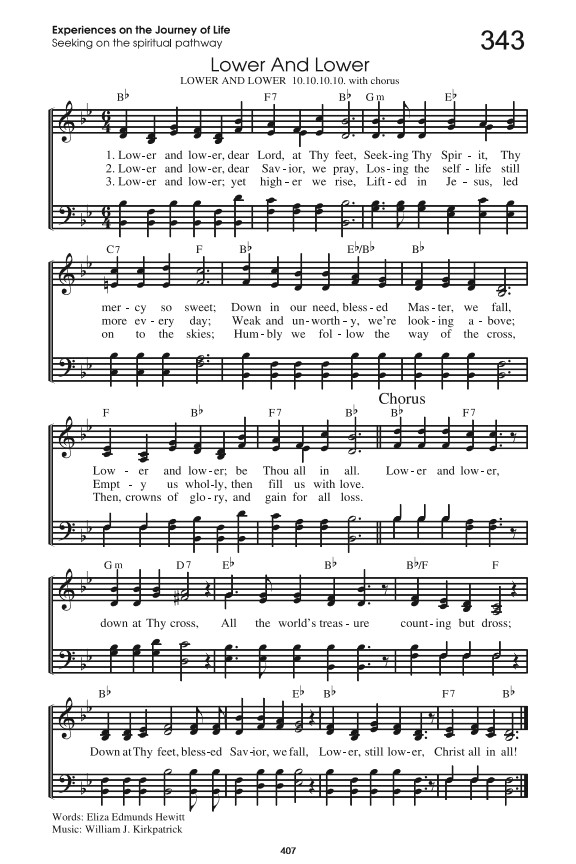 Experiences on the Journey of Life
Seeking on the spiritual pathway
343
Lower And Lower
LOWER AND LOWER 10.10.10.10. with chorus
B♭ F7 B♭ Gm E♭
1. Low-er and low-er, dear Lord, at Thy feet, Seek-ing Thy Spir - it, Thy
2. Low-er and low-er, dear Sav-ior, we pray, Los-ing the self - life still
3. Low-er and low-er; yet high-er we rise, Lift-ed in Je - sus, led
C7 F B♭ E♭/B♭ B♭
mer - cy so sweet; Down in our need, bless-ed Mas-ter, we fall,
more ev - ery day; Weak and un-worth-y, we're look-ing a-bove;
on to the skies; Hum-bly we fol-low the way of the cross,
Chorus
F B♭ F7 B♭ B♭ F7
Low - er and low-er; be Thou all in all. Low-er and low-er,
Empt - y us whol-ly, then fill us with love.
Then, crowns of glo-ry, and gain for all loss.
Gm D7 E♭ B♭ B♭/F F
down at Thy cross, All the world's treas - ure count-ing but dross;
B♭ E♭ B♭ F7 B♭
Down at Thy feet, bless-ed Sav-ior, we fall, Low-er, still low-er, Christ all in all!
Words: Eliza Edmunds Hewitt
Music: William J. Kirkpatrick
407